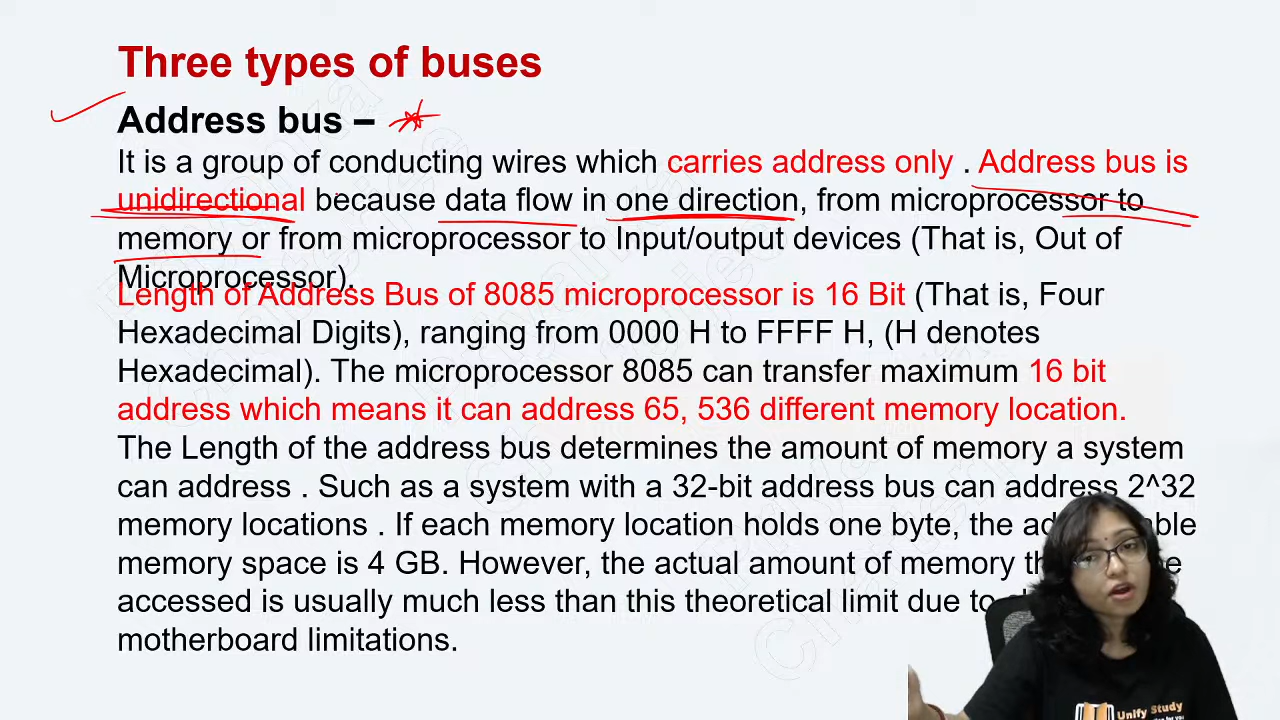 Three types of buses
Address bus –
It is a group of conducting wires which carries address only . Address bus is
unidirectional because data flow in one direction, from microprocessor to
memory or from microprocessor to Input/output devices (That is, Out of
Microprocessor).
Length of Address Bus of 8085 microprocessor is 16 Bit (That is, Four
Hexadecimal Digits), ranging from 0000 H to FFFF H, (H denotes
Hexadecimal). The microprocessor 8085 can transfer maximum 16 bit
address which means it can address 65, 536 different memory location.
The Length of the address bus determines the amount of memory a system
can address . Such as a system with a 32-bit address bus can address 2^32
memory locations . If each memory location holds one byte, the
memory space is 4 GB. However, the actual amount of memory
accessed is usually much less than this theoretical limit due to
motherboard limitations.
Unify Study